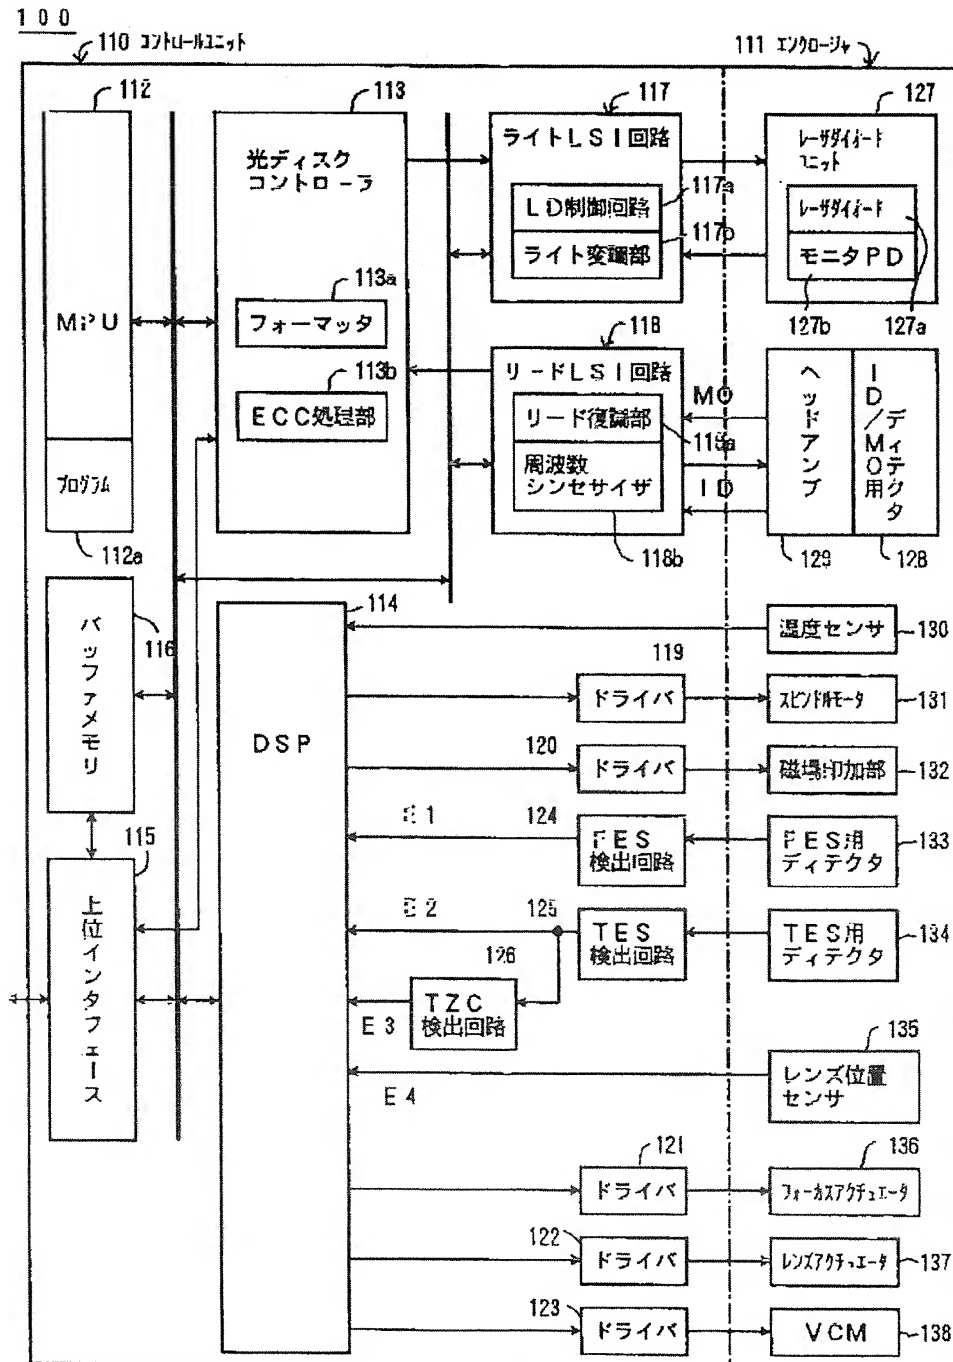 100
110 コントロールユニット
111 エンクロージャ
112
MPU
プログラム
112a
113
光ディスク
コントローラ
113a
フォーマッタ
113b
ECC処理部
117
ライトLSI回路
117a
LD制御回路
117b
ライト変調部
127
レーザダイオード
ユニット
レーザダイオード
モニタPD
127b
127a
118
リードLSI回路
リード復調部
118a
周波数
シンセサイザ
118b
MO
ID
ヘッドアンプ
129
ID/MO用
ディテクタ
128
バッファメモリ
116
115
上位インタフェース
114
DSP
温度センサ
130
119
ドライバ
スピンドルモータ
131
120
ドライバ
磁場印加部
132
E1
124
FES
検出回路
FES用
ディテクタ
133
E2
125
TES
検出回路
TES用
ディテクタ
134
126
TZC
検出回路
E3
135
レンズ位置
センサ
E4
121
ドライバ
136
フォーカスアクチュエータ
122
ドライバ
レンズアクチュエータ
137
123
ドライバ
VCM
138